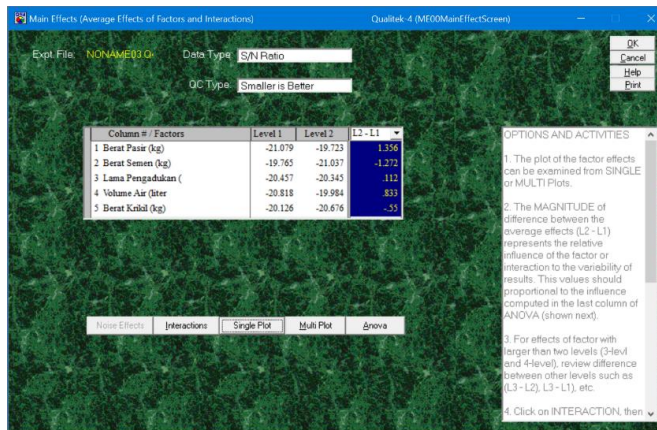 Main Effects (Average Effects of Factors and Interactions)
Qualitek-4 (ME00MainEffectScreen)
Expt. File: NONAME03.Q
Data Type: S/N Ratio
QC Type: Smaller is Better
OK
Cancel
Help
Print
Column # / Factors Level 1 Level 2 L2 - L1
1 Berat Pasir (kg) -21.079 -19.723 1.356
2 Berat Semen (kg) -19.765 -21.037 -1.272
3 Lama Pengadukan ( -20.457 -20.345 .112
4 Volume Air (liter -20.818 -19.984 .833
5 Berat Krikil (kg) -20.126 -20.676 -.55
Noise Effects Interactions Single Plot Multi Plot Anova
OPTIONS AND ACTIVITIES
1. The plot of the factor effects
can be examined from SINGLE
or MULTI Plots.
2. The MAGNITUDE of
difference between the
average effects (L2 - L1)
represents the relative
influence of the factor or
interaction to the variability of
results. This values should
proportional to the influence
computed in the last column of
ANOVA (shown next).
3. For effects of factor with
larger than two levels (3-levl
and 4-level), review difference
between other levels such as
(L3 - L2), L3 - L1), etc.
4. Click on INTERACTION, then